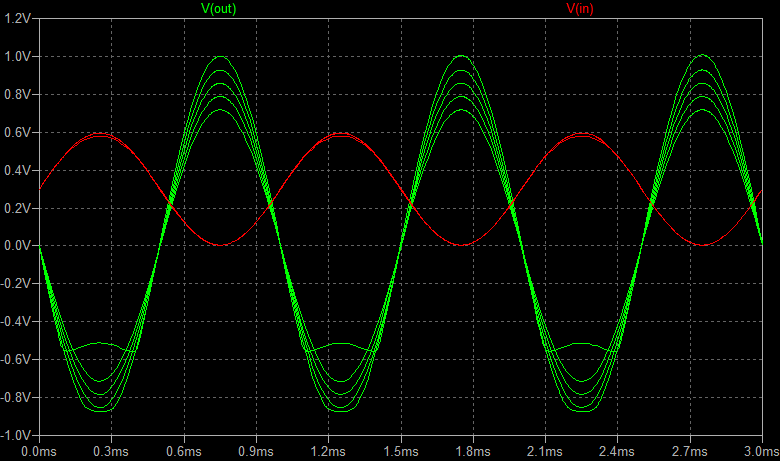 V(out) V(in)
1.2V
1.0V
0.8V
0.6V
0.4V
0.2V
0.0V
-0.2V
-0.4V
-0.6V
-0.8V
-1.0V
0.0ms 0.3ms 0.6ms 0.9ms 1.2ms 1.5ms 1.8ms 2.1ms 2.4ms 2.7ms 3.0ms